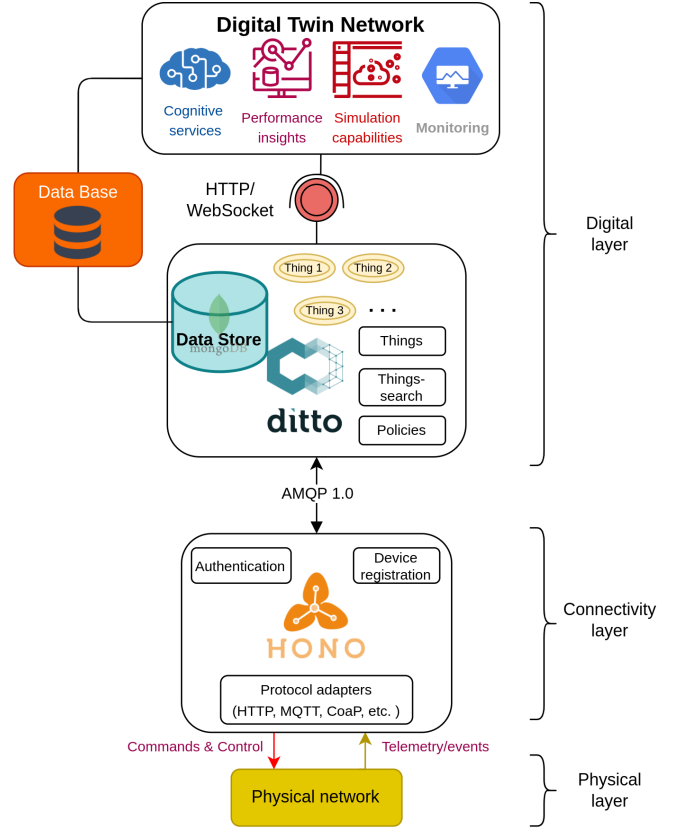 Digital Twin Network
Cognitive
services
Performance
insights
Simulation
capabilities
Monitoring
Data Base
HTTP/
WebSocket
Digital
layer
Thing 1
Thing 2
Thing 3
...
Data Store
mongoDB
Things
Things-
search
Policies
ditto
AMQP 1.0
Authentication
Device
registration
HONO
Connectivity
layer
Protocol adapters
(HTTP, MQTT, CoaP, etc. )
Commands & Control
Telemetry/events
Physical network
Physical
layer